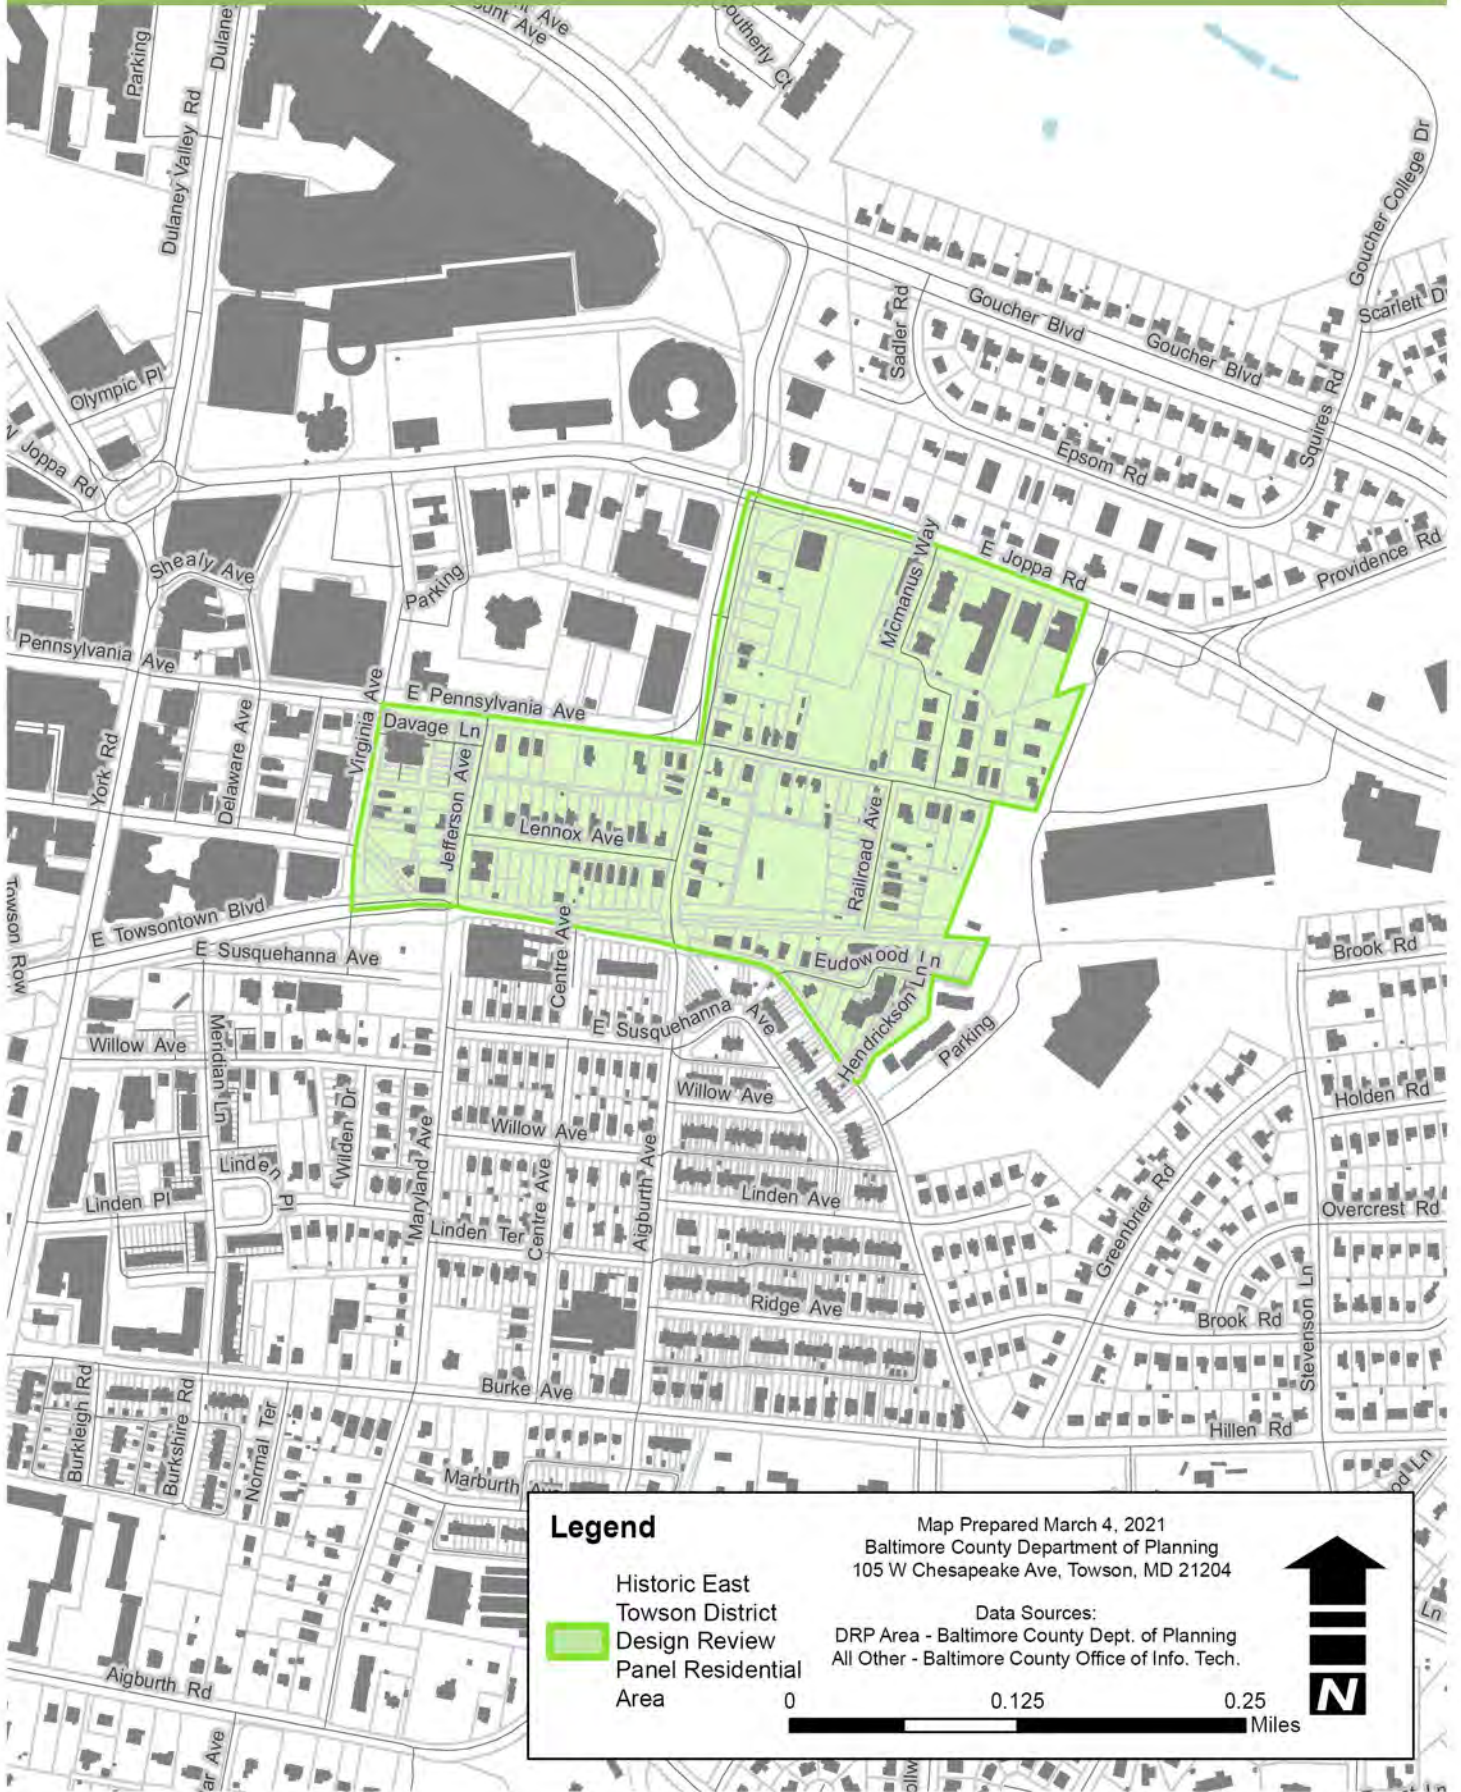 Parking
Dulaney Valley Rd
Southerly Ct
Goucher College Dr
Scarlett
Sadler Rd
Goucher Blvd
Goucher Blvd
Squires Rd
Olympic Pl
W Joppa Rd
Epsom Rd
Mcmanus Way
E Joppa Rd
Providence Rd
Shealy Ave
Parking
Pennsylvania Ave
E Pennsylvania Ave
Virginia Ave
Davage Ln
York Rd
Delaware Ave
Jefferson Ave
Lennox Ave
Railroad Ave
Towson Row
E Towsontown Blvd
E Susquehanna Ave
Centre Ave
Eudowood Ln
Hendrickson Ln
Brook Rd
E Susquehanna Ave
Parking
Willow Ave
Meridian Ln
Willow Ave
Holden Rd
Wilden Dr
Willow Ave
Maryland Ave
Linden Pl
Linden Pl
Linden Ave
Centre Ave
Aigburth Ave
Linden Ter
Greenbrier Rd
Overcrest Rd
Ridge Ave
Brook Rd
Stevenson Ln
Burke Ave
Burkleigh Rd
Burkshire Rd
Normal Ter
Hillen Rd
Marburth
Aigburth Rd
Ln
Legend
Historic East
Towson District
Design Review
Panel Residential
Area
Map Prepared March 4, 2021
Baltimore County Department of Planning
105 W Chesapeake Ave, Towson, MD 21204
Data Sources:
DRP Area - Baltimore County Dept. of Planning
All Other - Baltimore County Office of Info. Tech.
0 0.125 0.25
Miles
N